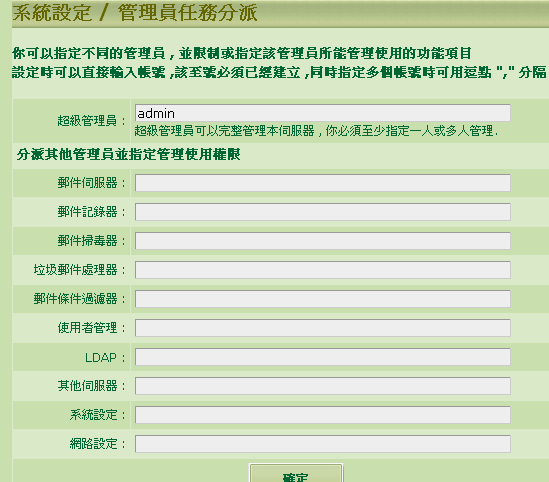 系統設定 / 管理員任務分派
你可以指定不同的管理員 , 並限制或指定該管理員所能管理使用的功能項目
設定時可以直接輸入帳號 ,該至號必須已經建立 ,同時指定多個帳號時可用逗點 "," 分隔
超級管理員 : admin
超級管理員可以完整管理本伺服器 , 你必須至少指定一人或多人管理.
分派其他管理員並指定管理使用權限
郵件伺服器 :
郵件記錄器 :
郵件掃毒器 :
垃圾郵件處理器 :
郵件條件過濾器 :
使用者管理 :
LDAP :
其他伺服器 :
系統設定 :
網路設定 :
確定